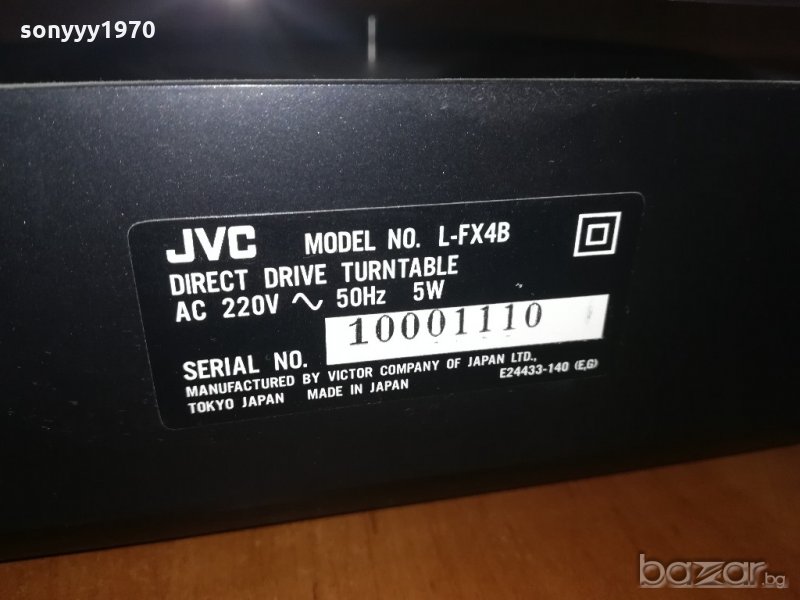 sonyyy1970
JVC MODEL NO. L-FX4B
DIRECT DRIVE TURNTABLE
AC 220V ~ 50Hz 5W
SERIAL NO. 10001110
MANUFACTURED BY VICTOR COMPANY OF JAPAN LTD.,
TOKYO JAPAN MADE IN JAPAN E24433-140 (E,G)
bazar.bg